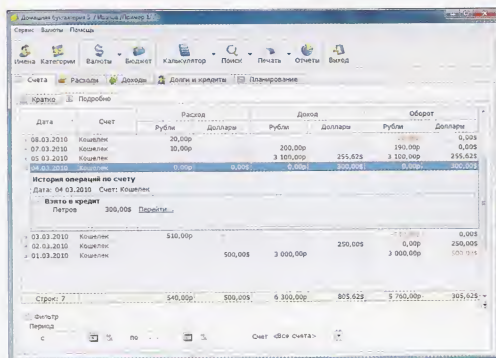 Домашняя бухгалтерия 5 / Иванов /Пример 1
Сервис Валюты Помощь
Имена Категории Валюты Бюджет Калькулятор Поиск Печать Отчеты Выход
Счета Расходы Доходы Долги и кредиты Планирование
Кратко Подробно
Дата Счет Расход Доход Оборот
Рубли Доллары Рубли Доллары Рубли Доллары
08.03.2010 Кошелек 20,00р 0,00$
07.03.2010 Кошелек 10,00р 200,00р 190,00р 0,00$
05.03.2010 Кошелек 3 100,00р 255,62$ 3 100,00р 255,62$
04.03.2010 Кошелек 0,00р 0,00$ 0,00р 300,00$ 0,00р 300,00$
История операций по счету
Дата: 04.03.2010 Счет: Кошелек
Взято в кредит
Петров 300,00$ Перейти...
03.03.2010 Кошелек 510,00р 0,00$
02.03.2010 Кошелек 250,00$ 0,00р 250,00$
01.03.2010 Кошелек 500,00$ 3 000,00р 3 000,00р
Строк: 7 540,00р 500,00$ 6 300,00р 805,62$ 5 760,00р 305,62$
Фильтр
Период
с по Счет <Все счета>